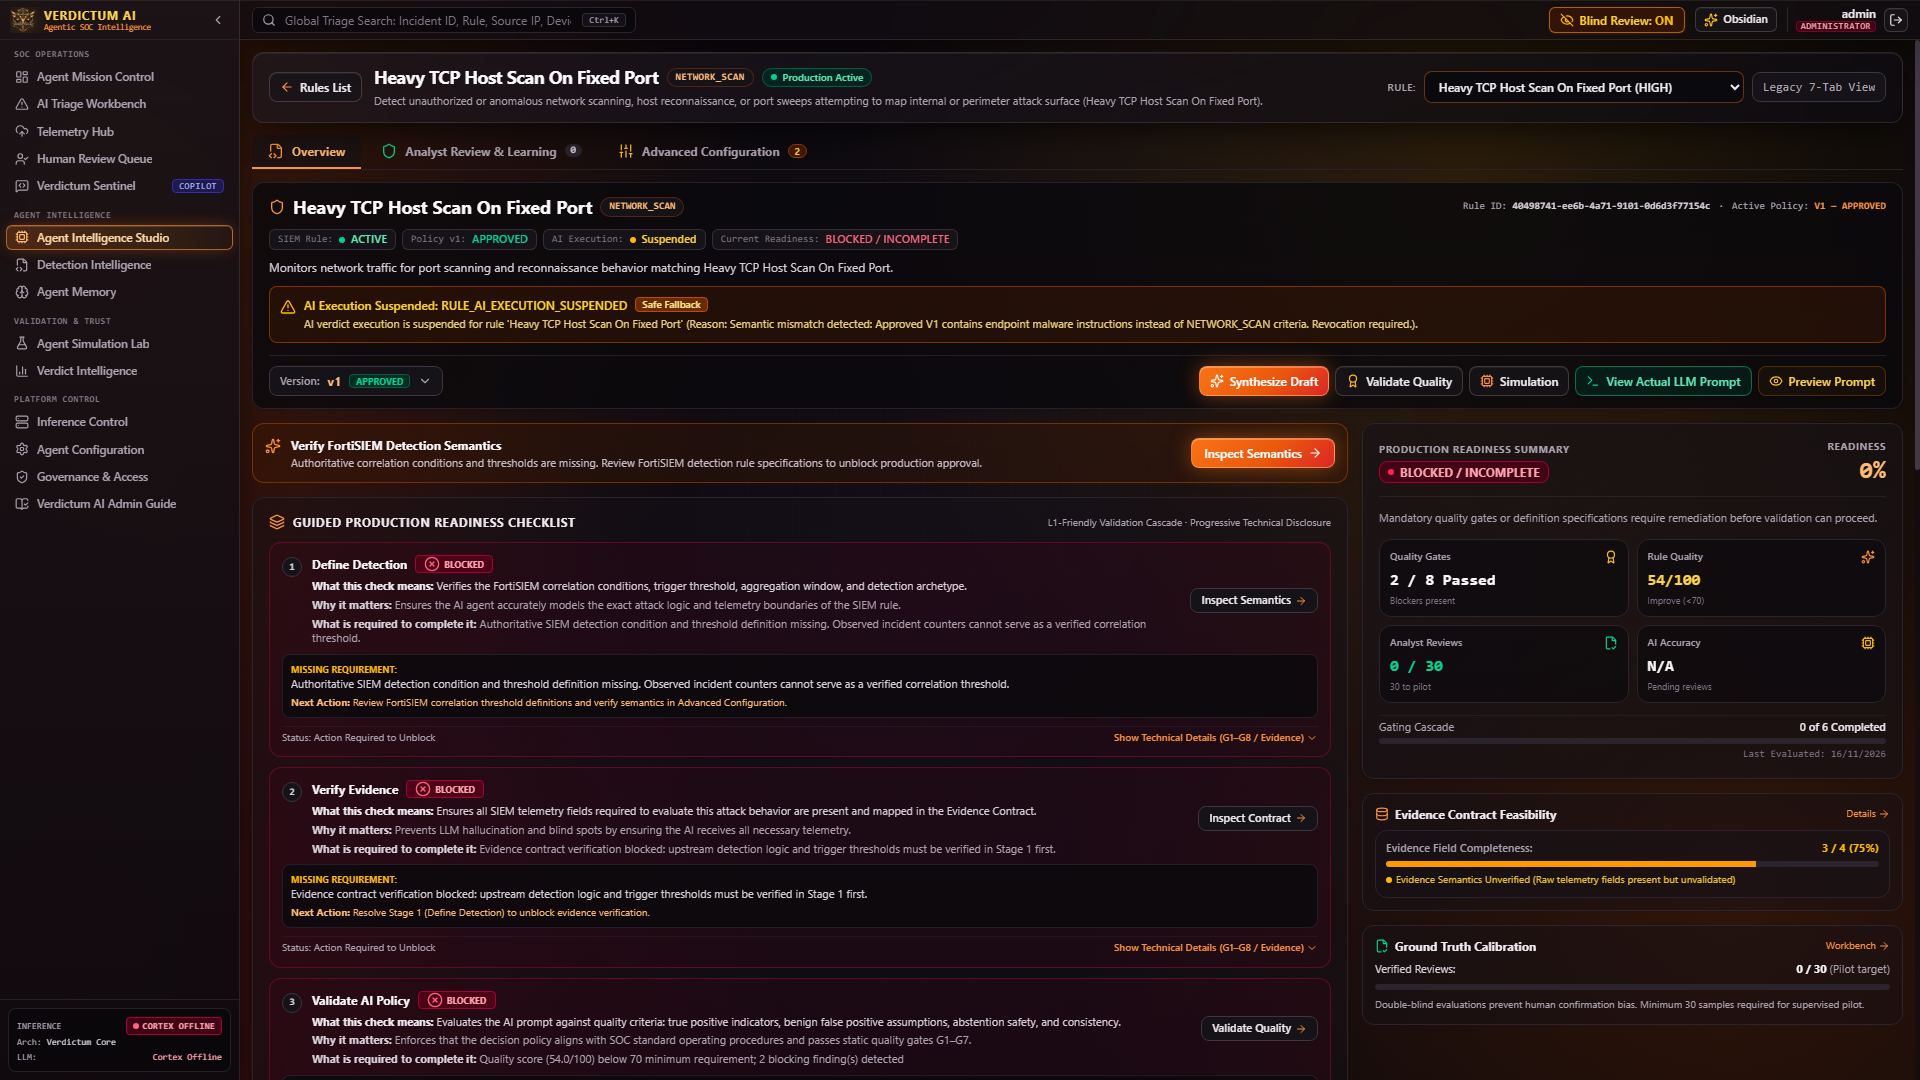 VERDICTUM AI
Agentic SOC Intelligence
Global Triage Search: Incident ID, Rule, Source IP, Devic
Ctrl+K
Blind Review: ON
Obsidian
admin
ADMINISTRATOR
SOC OPERATIONS
Agent Mission Control
AI Triage Workbench
Telemetry Hub
Human Review Queue
Verdictum Sentinel
COPILOT
AGENT INTELLIGENCE
Agent Intelligence Studio
Detection Intelligence
Agent Memory
VALIDATION & TRUST
Agent Simulation Lab
Verdict Intelligence
PLATFORM CONTROL
Inference Control
Agent Configuration
Governance & Access
Verdictum AI Admin Guide
INFERENCE
CORTEX OFFLINE
Arch: Verdictum Core
LLM: Cortex Offline
Rules List
Heavy TCP Host Scan On Fixed Port
NETWORK_SCAN
Production Active
Detect unauthorized or anomalous network scanning, host reconnaissance, or port sweeps attempting to map internal or perimeter attack surface (Heavy TCP Host Scan On Fixed Port).
RULE:
Heavy TCP Host Scan On Fixed Port (HIGH)
Legacy 7-Tab View
Overview
Analyst Review & Learning 0
Advanced Configuration 2
Heavy TCP Host Scan On Fixed Port
NETWORK_SCAN
Rule ID: 40498741-ee6b-4a71-9101-0d6d3f77154c · Active Policy: V1 — APPROVED
SIEM Rule: ACTIVE
Policy v1: APPROVED
AI Execution: Suspended
Current Readiness: BLOCKED / INCOMPLETE
Monitors network traffic for port scanning and reconnaissance behavior matching Heavy TCP Host Scan On Fixed Port.
AI Execution Suspended: RULE_AI_EXECUTION_SUSPENDED
Safe Fallback
AI verdict execution is suspended for rule 'Heavy TCP Host Scan On Fixed Port' (Reason: Semantic mismatch detected: Approved V1 contains endpoint malware instructions instead of NETWORK_SCAN criteria. Revocation required.).
Version: v1 APPROVED
Synthesize Draft
Validate Quality
Simulation
View Actual LLM Prompt
Preview Prompt
Verify FortiSIEM Detection Semantics
Authoritative correlation conditions and thresholds are missing. Review FortiSIEM detection rule specifications to unblock production approval.
Inspect Semantics
GUIDED PRODUCTION READINESS CHECKLIST
L1-Friendly Validation Cascade · Progressive Technical Disclosure
1
Define Detection
BLOCKED
What this check means: Verifies the FortiSIEM correlation conditions, trigger threshold, aggregation window, and detection archetype.
Why it matters: Ensures the AI agent accurately models the exact attack logic and telemetry boundaries of the SIEM rule.
What is required to complete it: Authoritative SIEM detection condition and threshold definition missing. Observed incident counters cannot serve as a verified correlation
threshold.
Inspect Semantics
MISSING REQUIREMENT:
Authoritative SIEM detection condition and threshold definition missing. Observed incident counters cannot serve as a verified correlation threshold.
Next Action: Review FortiSIEM correlation threshold definitions and verify semantics in Advanced Configuration.
Status: Action Required to Unblock
Show Technical Details (G1–G8 / Evidence)
2
Verify Evidence
BLOCKED
What this check means: Ensures all SIEM telemetry fields required to evaluate this attack behavior are present and mapped in the Evidence Contract.
Why it matters: Prevents LLM hallucination and blind spots by ensuring the AI receives all necessary telemetry.
What is required to complete it: Evidence contract verification blocked: upstream detection logic and trigger thresholds must be verified in Stage 1 first.
Inspect Contract
MISSING REQUIREMENT:
Evidence contract verification blocked: upstream detection logic and trigger thresholds must be verified in Stage 1 first.
Next Action: Resolve Stage 1 (Define Detection) to unblock evidence verification.
Status: Action Required to Unblock
Show Technical Details (G1–G8 / Evidence)
3
Validate AI Policy
BLOCKED
What this check means: Evaluates the AI prompt against quality criteria: true positive indicators, benign false positive assumptions, abstention safety, and consistency.
Why it matters: Enforces that the decision policy aligns with SOC standard operating procedures and passes static quality gates G1–G7.
What is required to complete it: Quality score (54.0/100) below 70 minimum requirement; 2 blocking finding(s) detected
Validate Quality
PRODUCTION READINESS SUMMARY
BLOCKED / INCOMPLETE
READINESS
0%
Mandatory quality gates or definition specifications require remediation before validation can proceed.
Quality Gates
2 / 8 Passed
Blockers present
Rule Quality
54/100
Improve (<70)
Analyst Reviews
0 / 30
30 to pilot
AI Accuracy
N/A
Pending reviews
Gating Cascade
0 of 6 Completed
Last Evaluated: 16/11/2026
Evidence Contract Feasibility
Details
Evidence Field Completeness: 3 / 4 (75%)
Evidence Semantics Unverified (Raw telemetry fields present but unvalidated)
Ground Truth Calibration
Workbench
Verified Reviews: 0 / 30 (Pilot target)
Double-blind evaluations prevent human confirmation bias. Minimum 30 samples required for supervised pilot.